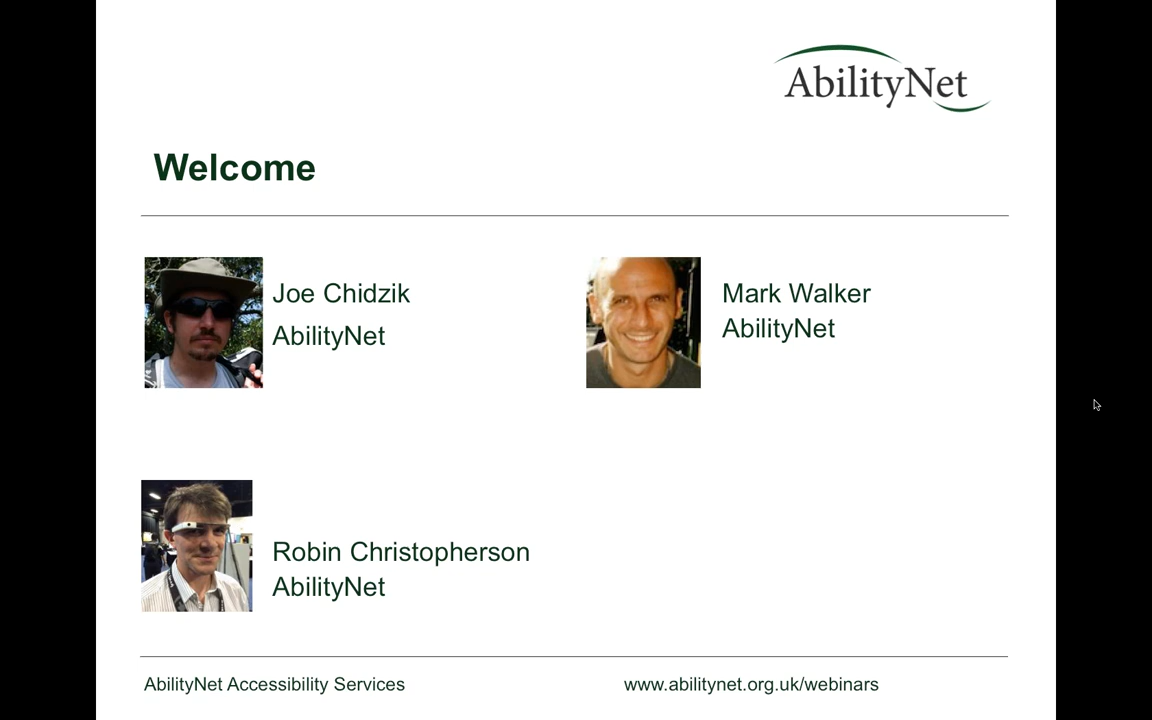 AbilityNet
Welcome
Joe Chidzik
AbilityNet
Mark Walker
AbilityNet
Robin Christopherson
AbilityNet
AbilityNet Accessibility Services
www.abilitynet.org.uk/webinars